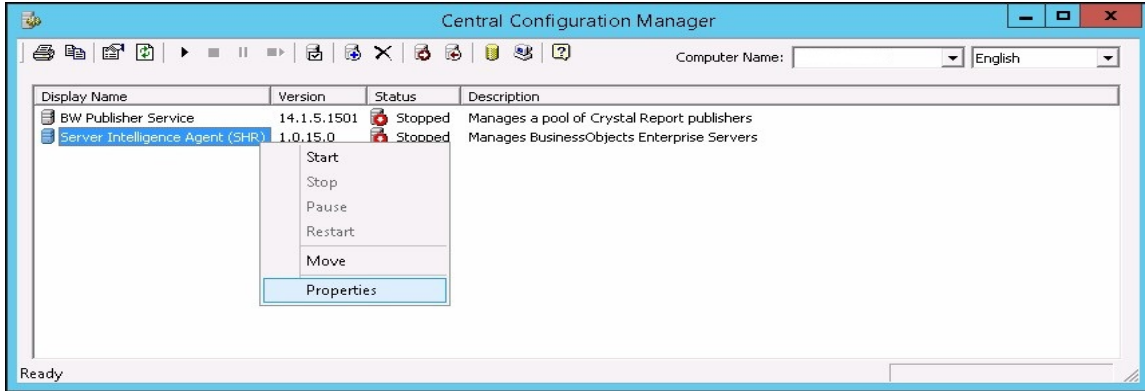 Central Configuration Manager
Computer Name: English
Display Name Version Status Description
BW Publisher Service 14.1.5.1501 Stopped Manages a pool of Crystal Report publishers
Server Intelligence Agent (SHR) 1.0.15.0 Stopped Manages BusinessObjects Enterprise Servers
Start
Stop
Pause
Restart
Move
Properties
Ready